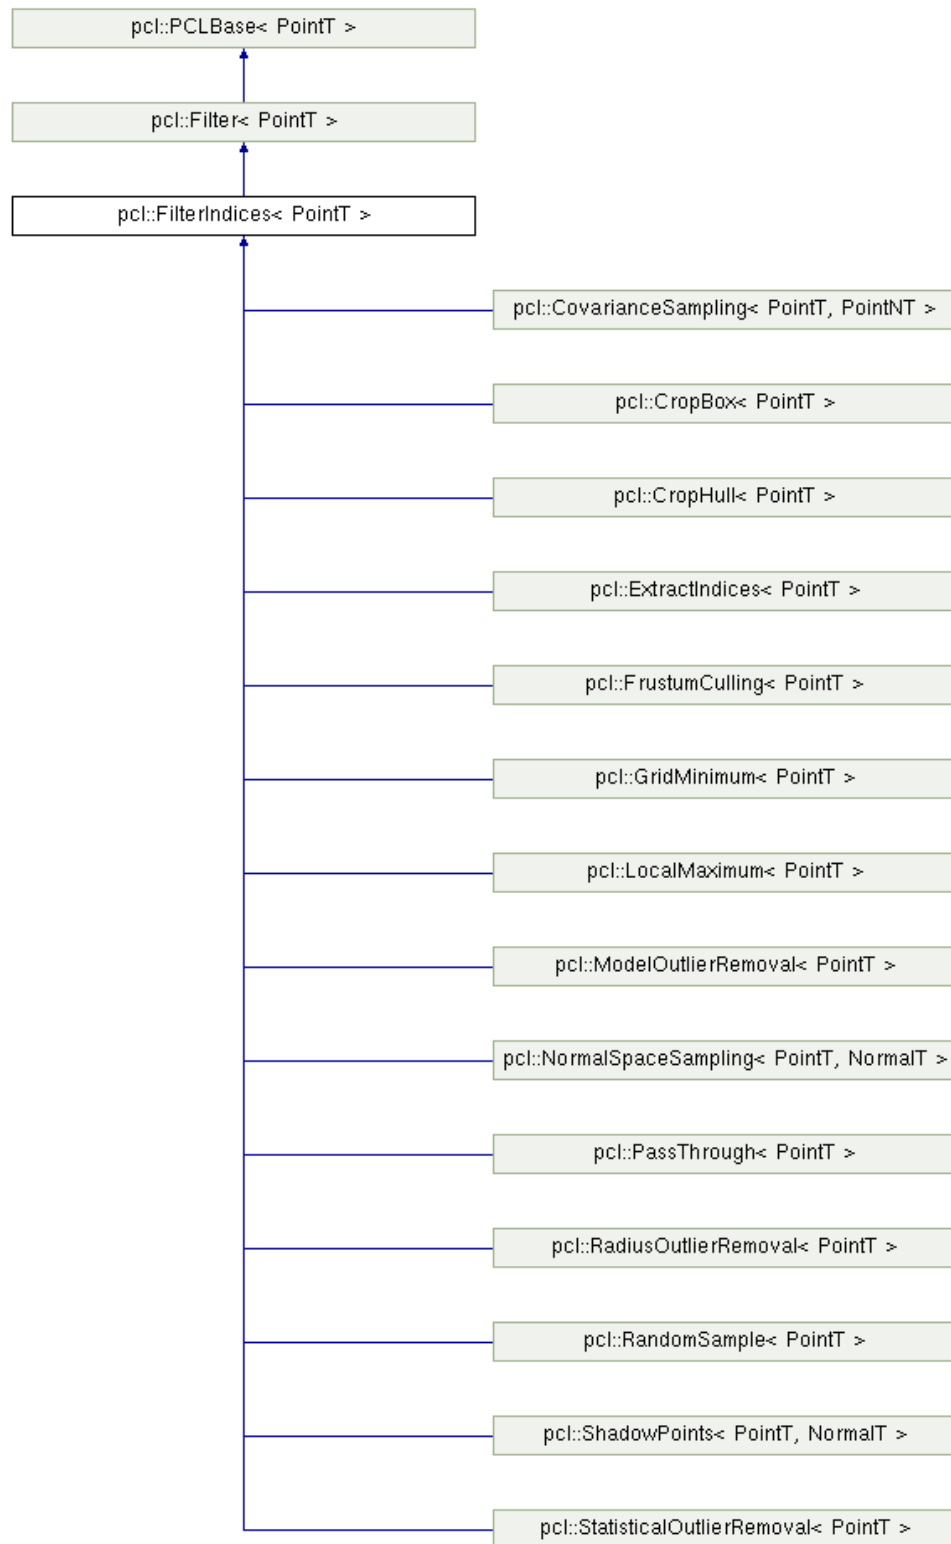 pcl::PCLBase< PointT >
pcl::Filter< PointT >
pcl::FilterIndices< PointT >
pcl::CovarianceSampling< PointT, PointNT >
pcl::CropBox< PointT >
pcl::CropHull< PointT >
pcl::ExtractIndices< PointT >
pcl::FrustumCulling< PointT >
pcl::GridMinimum< PointT >
pcl::LocalMaximum< PointT >
pcl::ModelOutlierRemoval< PointT >
pcl::NormalSpaceSampling< PointT, NormalT >
pcl::PassThrough< PointT >
pcl::RadiusOutlierRemoval< PointT >
pcl::RandomSample< PointT >
pcl::ShadowPoints< PointT, NormalT >
pcl::StatisticalOutlierRemoval< PointT >